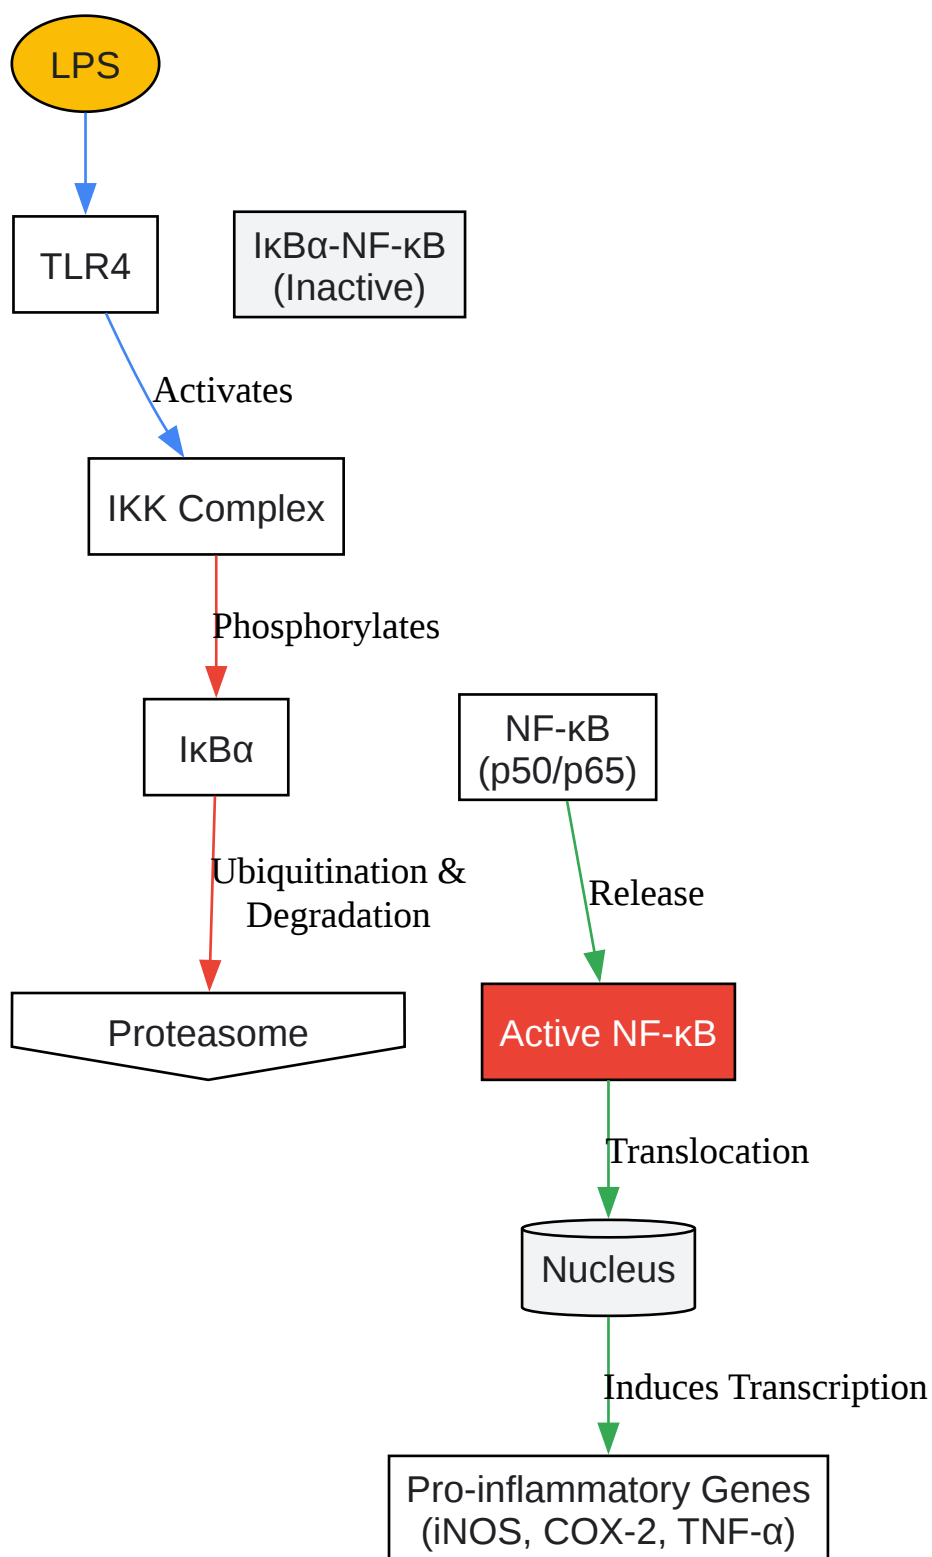 LPS
TLR4
IκBα-NF-κB
(Inactive)
Activates
IKK Complex
Phosphorylates
IκBα
NF-κB
(p50/p65)
Ubiquitination &
Degradation
Release
Proteasome
Active NF-κB
Translocation
Nucleus
Induces Transcription
Pro-inflammatory Genes
(iNOS, COX-2, TNF-α)